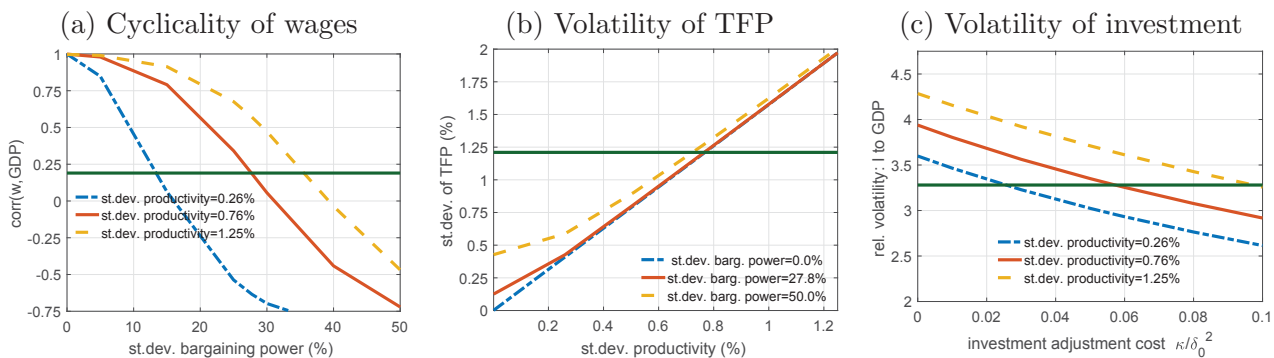 (a) Cyclicality of wages
corr(w,GDP)
1
0.75
0.5
0.25
0
-0.25
-0.5
-0.75
st.dev. productivity=0.26%
st.dev. productivity=0.76%
st.dev. productivity=1.25%
0 10 20 30 40 50
st.dev. bargaining power (%)
(b) Volatility of TFP
st.dev. of TFP (%)
2
1.75
1.5
1.25
1
0.75
0.5
0.25
0
st.dev. barg. power=0.0%
st.dev. barg. power=27.8%
st.dev. barg. power=50.0%
0.2 0.4 0.6 0.8 1 1.2
st.dev. productivity (%)
(c) Volatility of investment
rel. volatility: I to GDP
4.5
4
3.5
3
2.5
2
st.dev. productivity=0.26%
st.dev. productivity=0.76%
st.dev. productivity=1.25%
0 0.02 0.04 0.06 0.08 0.1
investment adjustment cost κ/δ₀²